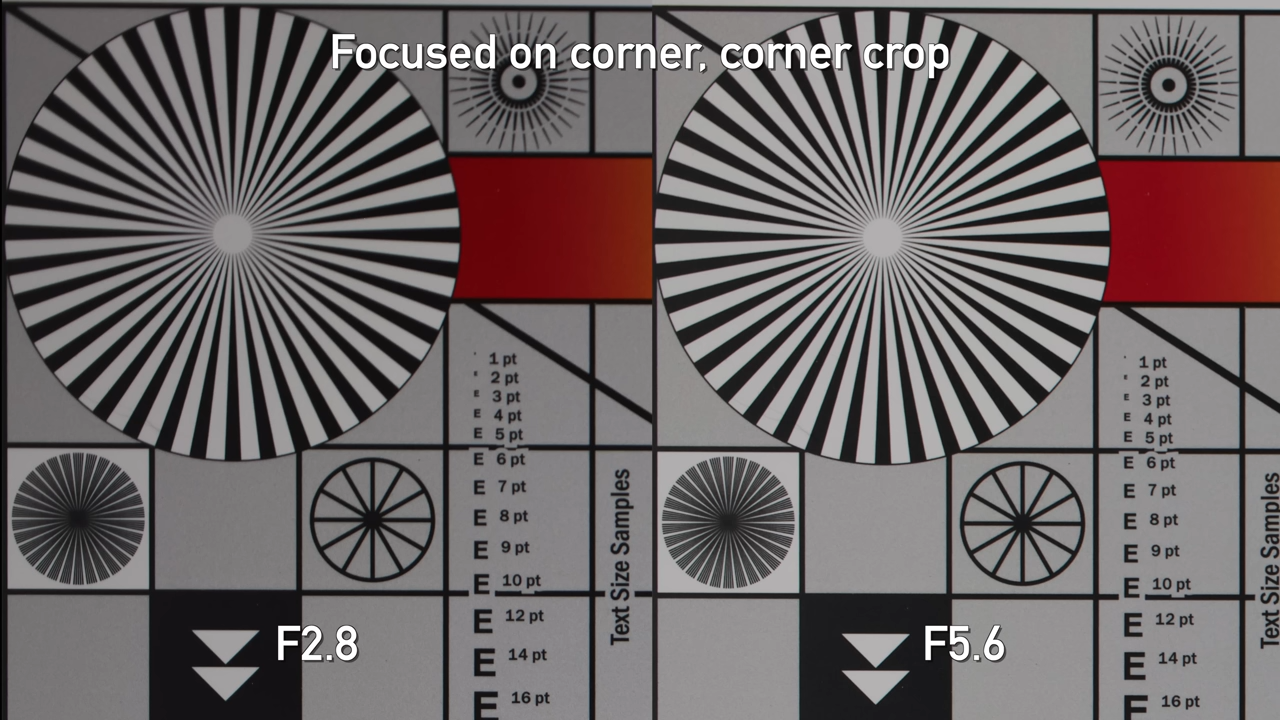 Focused on corner, corner crop
1 pt
E 2 pt
E 3 pt
E 4 pt
E 5 pt
E 6 pt
E 7 pt
E 8 pt
E 9 pt
E 10 pt
E 12 pt
E 14 pt
E 16 pt
Text Size Samples
F2.8
1 pt
E 2 pt
E 3 pt
E 4 pt
E 5 pt
E 6 pt
E 7 pt
E 8 pt
E 9 pt
E 10 pt
E 12 pt
E 14 pt
E 16 pt
Text Size Samples
F5.6